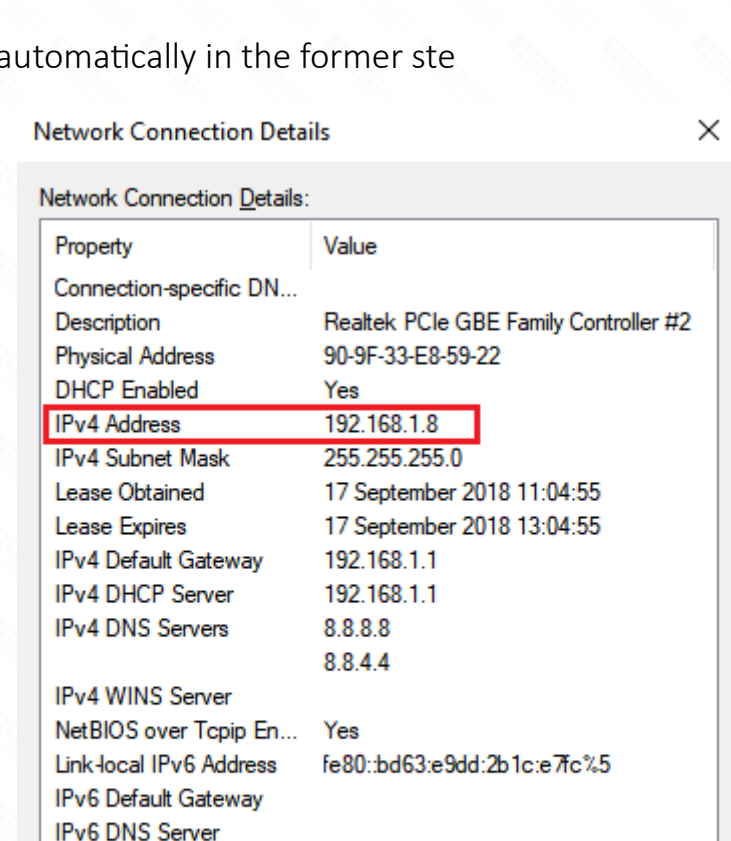 automatically in the former ste
Network Connection Details
Network Connection Details:
Property Value
Connection-specific DN...
Description Realtek PCIe GBE Family Controller #2
Physical Address 90-9F-33-E8-59-22
DHCP Enabled Yes
IPv4 Address 192.168.1.8
IPv4 Subnet Mask 255.255.255.0
Lease Obtained 17 September 2018 11:04:55
Lease Expires 17 September 2018 13:04:55
IPv4 Default Gateway 192.168.1.1
IPv4 DHCP Server 192.168.1.1
IPv4 DNS Servers 8.8.8.8
8.8.4.4
IPv4 WINS Server
NetBIOS over Tcpip En... Yes
Link-local IPv6 Address fe80::bd63:e9dd:2b1c:e7fc%5
IPv6 Default Gateway
IPv6 DNS Server